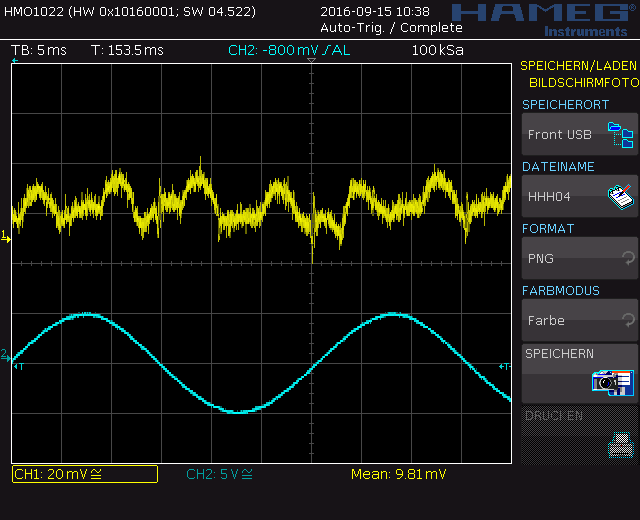 HMO1022 (HW 0x10160001; SW 04.522)
2016-09-15 10:38
HAMEG
Auto-Trig. / Complete
Instruments
TB: 5ms
T: 153.5ms
CH2: -800mV
AL
100kSa
SPEICHERN/LADEN
BILDSCHIRMFOTO
SPEICHERORT
Front USB
DATEINAME
HHH04
FORMAT
PNG
FARBMODUS
Farbe
SPEICHERN
DRUCKEN
1
2
T
T
CH1: 20mV
CH2: 5V
Mean: 9.81mV